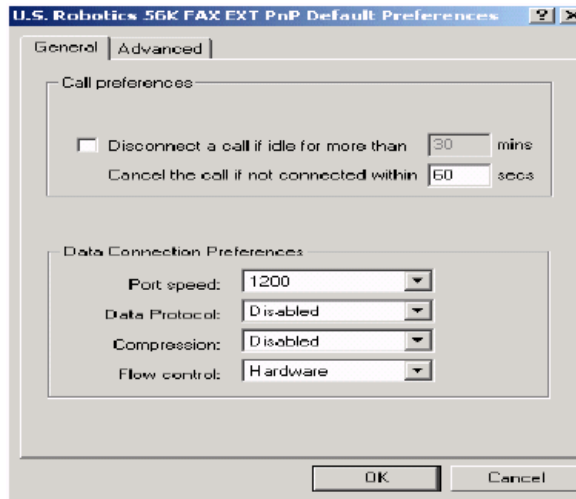 U.S. Robotics 56K FAX EXT PnP Default Preferences
General Advanced
Call preferences
Disconnect a call if idle for more than 30 mins
Cancel the call if not connected within 60 secs
Data Connection Preferences
Port speed: 1200
Data Protocol: Disabled
Compression: Disabled
Flow control: Hardware
OK Cancel